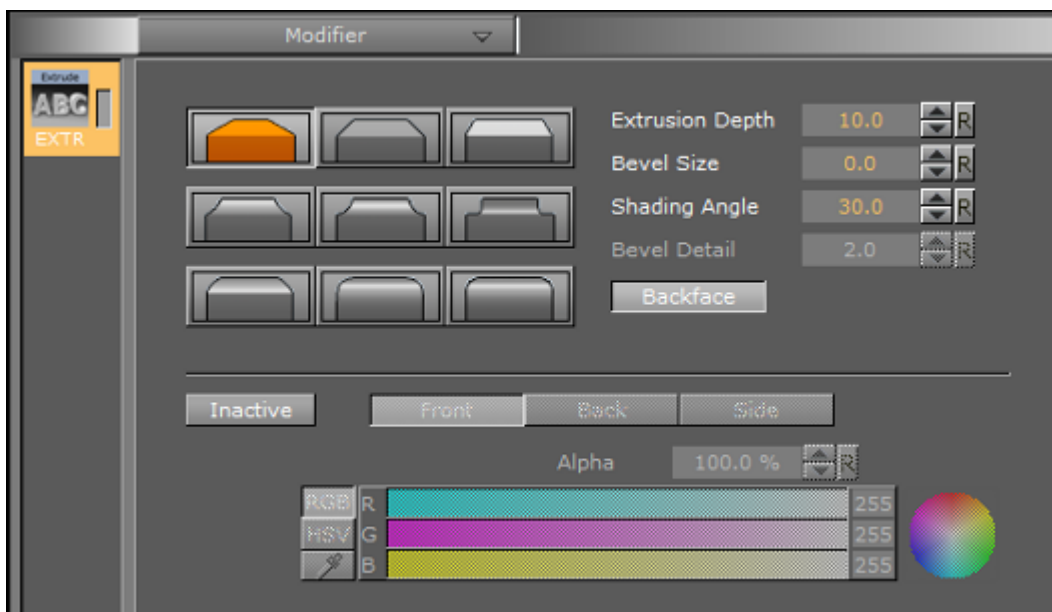 Modifier
Extrude
ABC
EXTR
Extrusion Depth 10.0 R
Bevel Size 0.0 R
Shading Angle 30.0 R
Bevel Detail 2.0 R
Backface
Inactive Front Back Side
Alpha 100.0 % R
RGB R 255
HSV G 255
B 255